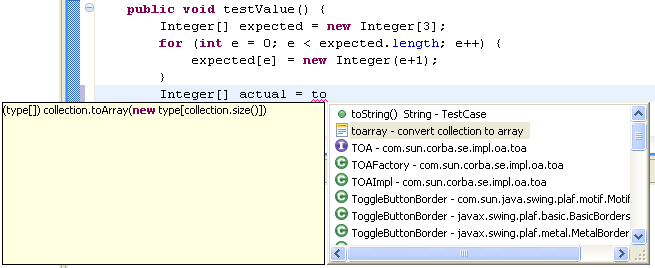 public void testValue() {
Integer[] expected = new Integer[3];
for (int e = 0; e < expected.length; e++) {
expected[e] = new Integer(e+1);
}
Integer[] actual = to
(type[]) collection.toArray(new type[collection.size()])
toString()  String - TestCase
toarray - convert collection to array
TOA - com.sun.corba.se.impl.oa.toa
TOAFactory - com.sun.corba.se.impl.oa.toa
TOAImpl - com.sun.corba.se.impl.oa.toa
ToggleButtonBorder - com.sun.java.swing.plaf.motif.Motif
ToggleButtonBorder - javax.swing.plaf.basic.BasicBorders
ToggleButtonBorder - javax.swing.plaf.metal.MetalBorder